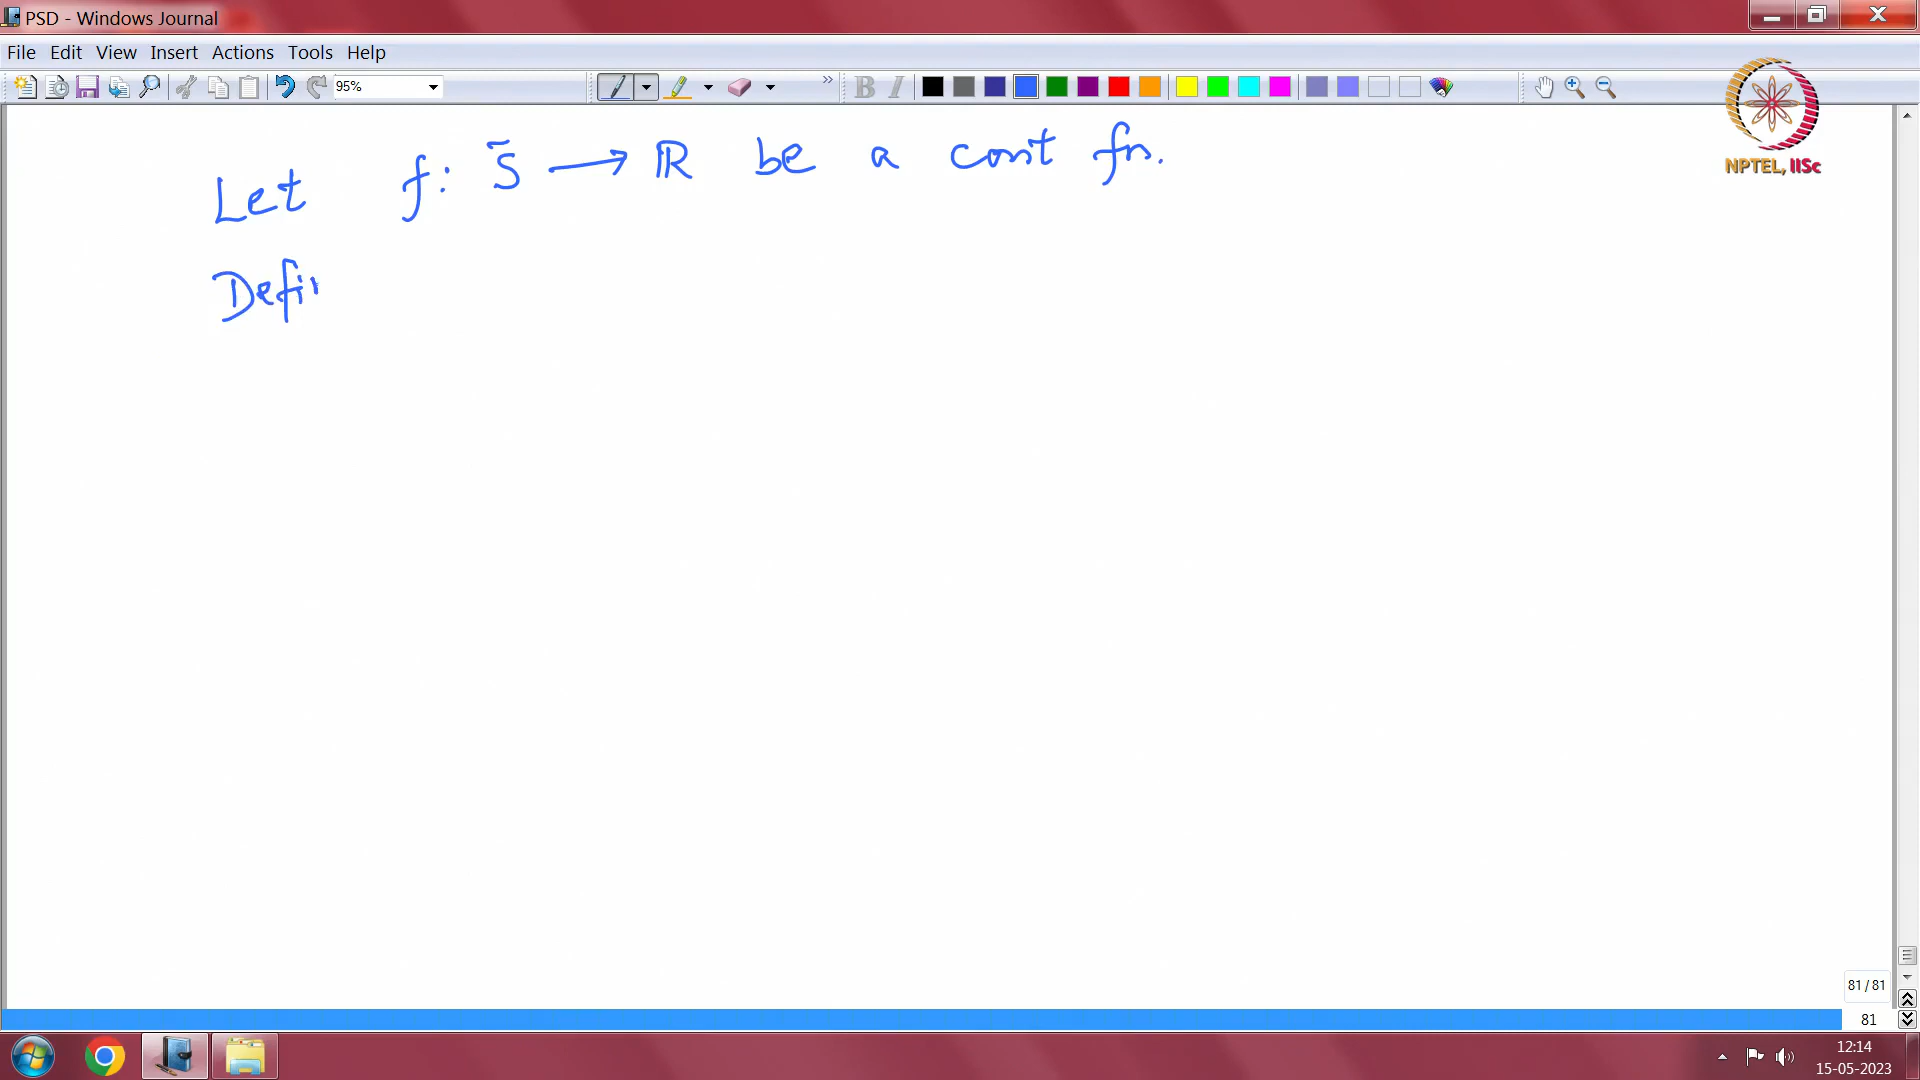 PSD - Windows Journal
File Edit View Insert Actions Tools Help
95%
NPTEL, IISc
Let f: S̄ → ℝ be a cont fn.
Defin
81 / 81
81
12:14
15-05-2023